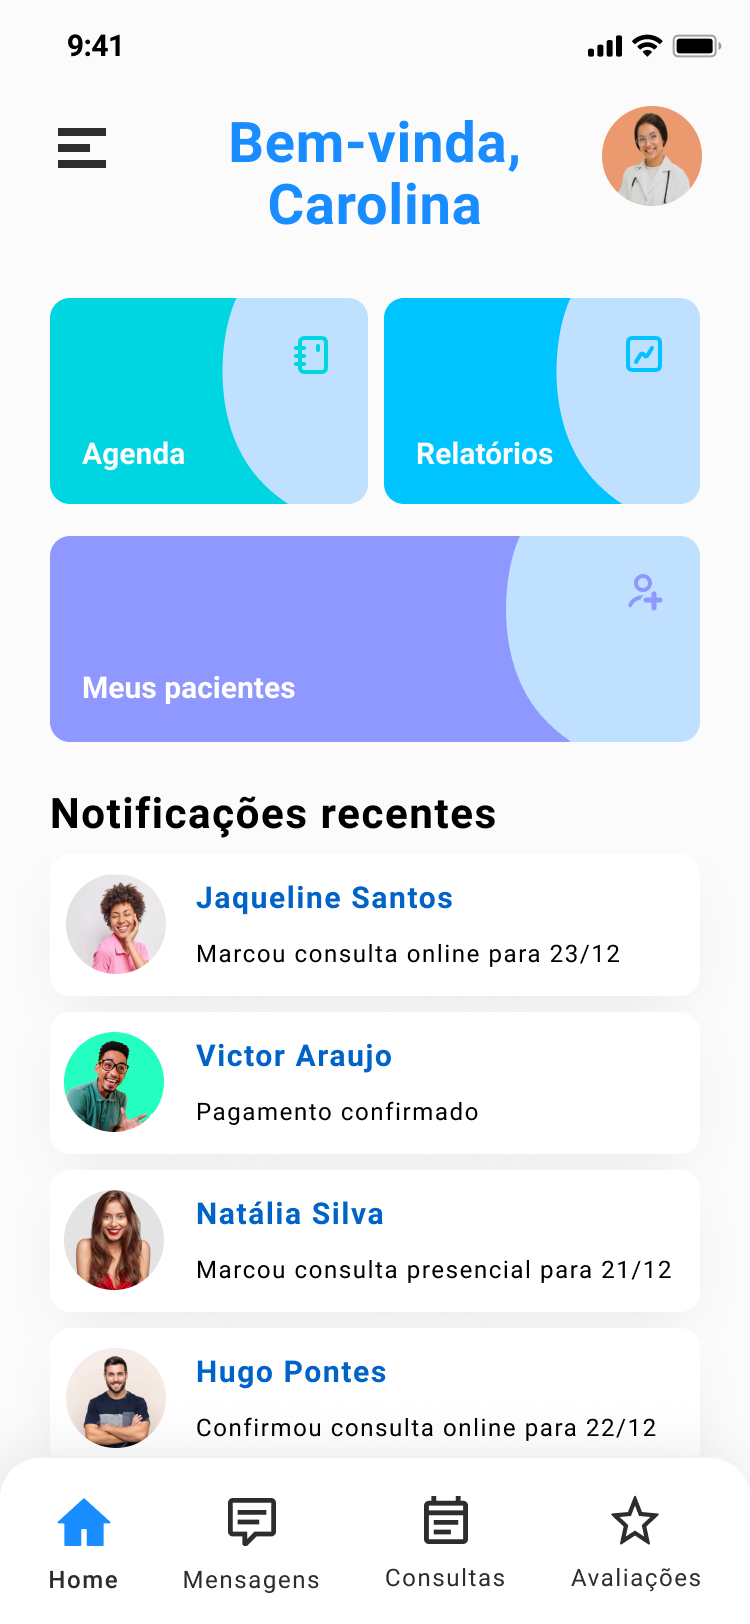 9:41
Bem-vinda,
Carolina
Agenda
Relatórios
Meus pacientes
Notificações recentes
Jaqueline Santos
Marcou consulta online para 23/12
Victor Araujo
Pagamento confirmado
Natália Silva
Marcou consulta presencial para 21/12
Hugo Pontes
Confirmou consulta online para 22/12
Home
Mensagens
Consultas
Avaliações